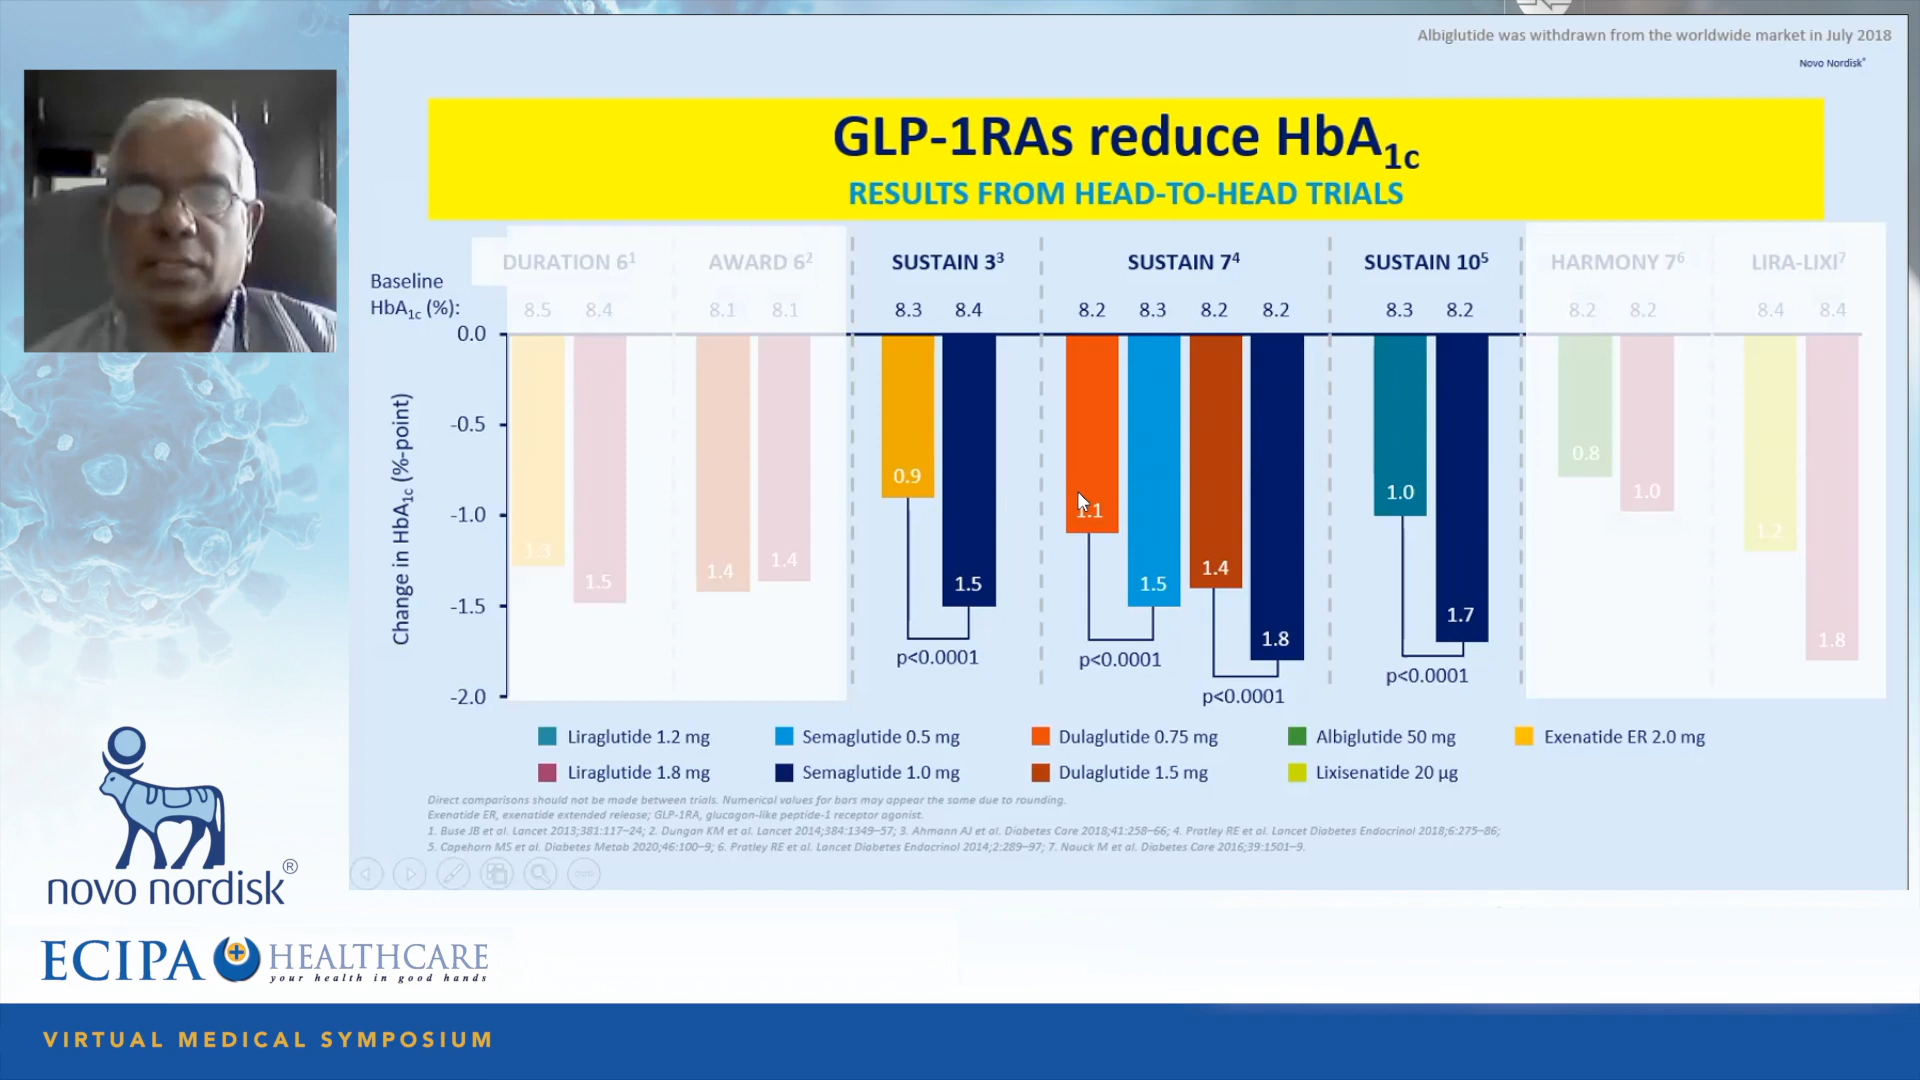 Albiglutide was withdrawn from the worldwide market in July 2018
Novo Nordisk®
GLP-1RAs reduce HbA1c
RESULTS FROM HEAD-TO-HEAD TRIALS
DURATION 6¹ AWARD 6² SUSTAIN 3³ SUSTAIN 7⁴ SUSTAIN 10⁵ HARMONY 7⁶ LIRA-LIXI⁷
Baseline
HbA1c (%): 8.5 8.4 8.1 8.1 8.3 8.4 8.2 8.3 8.2 8.2 8.3 8.2 8.2 8.2 8.4 8.4
Change in HbA1c (%-point)
0.0
-0.5
-1.0
-1.5
-2.0
1.3 1.5 1.4 1.4 0.9 1.5 1.1 1.5 1.4 1.8 1.0 1.7 0.8 1.0 1.2 1.8
p<0.0001 p<0.0001 p<0.0001 p<0.0001
Liraglutide 1.2 mg Semaglutide 0.5 mg Dulaglutide 0.75 mg Albiglutide 50 mg Exenatide ER 2.0 mg
Liraglutide 1.8 mg Semaglutide 1.0 mg Dulaglutide 1.5 mg Lixisenatide 20 µg
Direct comparisons should not be made between trials. Numerical values for bars may appear the same due to rounding.
Exenatide ER, exenatide extended release; GLP-1RA, glucagon-like peptide-1 receptor agonist.
1. Buse JB et al. Lancet 2013;381:117–24; 2. Dungan KM et al. Lancet 2014;384:1349–57; 3. Ahmann AJ et al. Diabetes Care 2018;41:258–66; 4. Pratley RE et al. Lancet Diabetes Endocrinol 2018;6:275–86;
5. Capehorn MS et al. Diabetes Metab 2020;46:100–9; 6. Pratley RE et al. Lancet Diabetes Endocrinol 2014;2:289–97; 7. Nauck M et al. Diabetes Care 2016;39:1501–9.
novo nordisk®
ECIPA HEALTHCARE
your health in good hands
VIRTUAL MEDICAL SYMPOSIUM